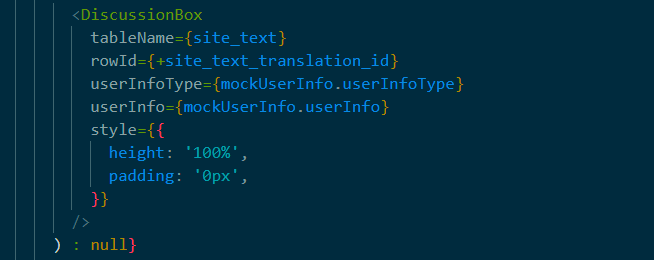 <DiscussionBox
tableName={site_text}
rowId={+site_text_translation_id}
userInfoType={mockUserInfo.userInfoType}
userInfo={mockUserInfo.userInfo}
style={{
height: '100%',
padding: '0px',
}}
/>
) : null}